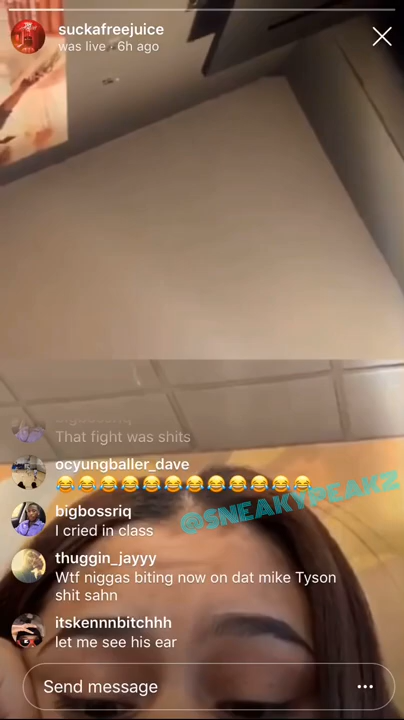 suckafreejuice
was live · 6h ago
That fight was shits
ocyungballer_dave
😂😂😂😂😂😂😂😂😂😂😂😂
@SNEAKYPEAKZ
bigbossriq
I cried in class
thuggin_jayyy
Wtf niggas biting now on dat mike Tyson
shit sahn
itskennnbitchhh
let me see his ear
Send message